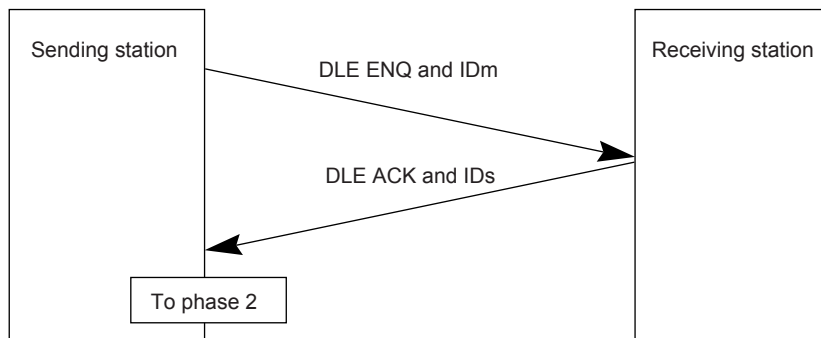 Sending station
Receiving station
DLE ENQ and IDm
DLE ACK and IDs
To phase 2